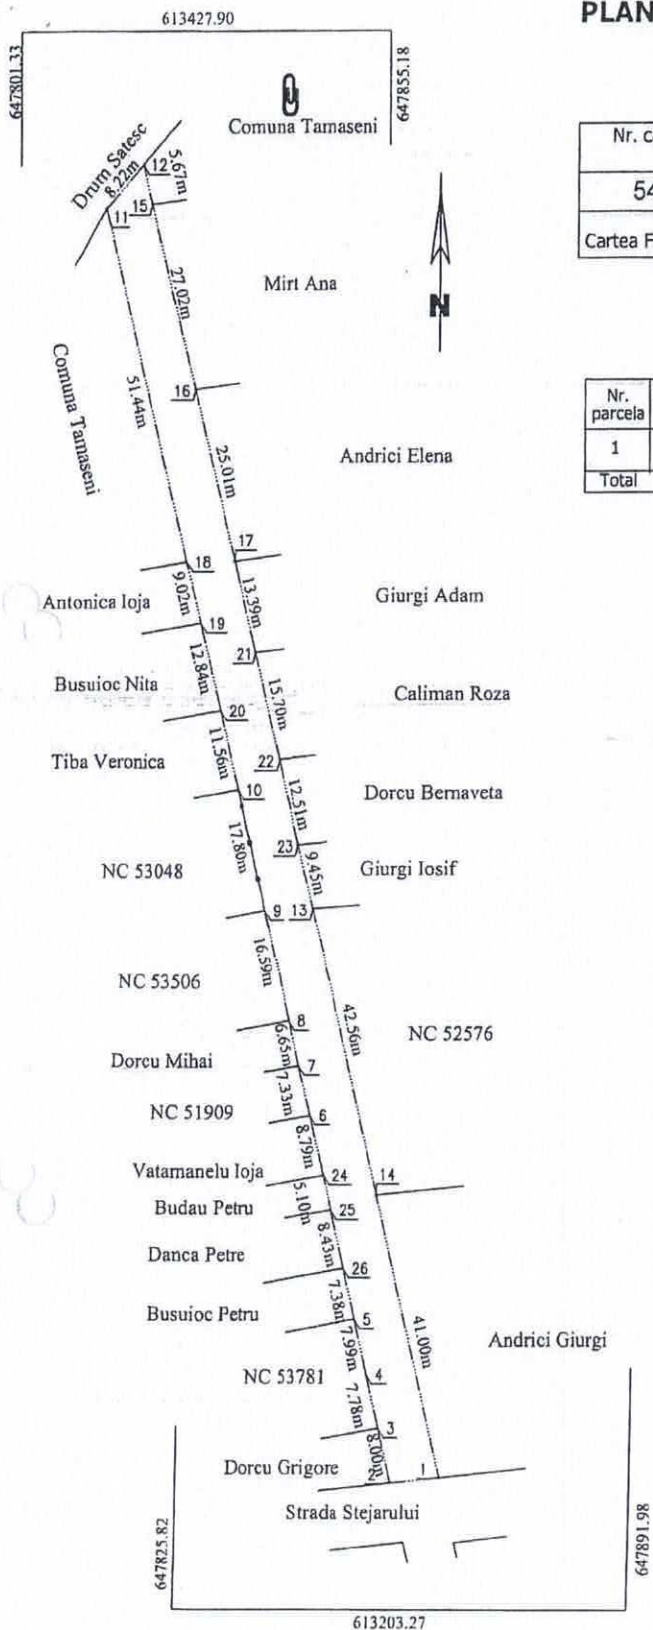 PLAN
613427.90
647801.33
647855.18
Comuna Tamaseni
Nr. c
54
Cartea F
Drum Satesc
8.22m
5.67m
12
15
11
27.02m
Mirt Ana
N
Comuna Tamaseni
51.44m
16
Nr.
parcela
1
Total
25.01m
Andrici Elena
17
18
9.02m
13.39m
Antonica Ioja
Giurgi Adam
19
12.84m
21
Busuioc Nita
15.70m
Caliman Roza
20
11.56m
Tiba Veronica
22
10
12.51m
Dorcu Bernaveta
17.80m
23
9.45m
NC 53048
Giurgi Iosif
9
13
16.59m
NC 53506
42.56m
NC 52576
8
6.65m
Dorcu Mihai
7
7.33m
NC 51909
6
8.79m
Vatamanelu Ioja
24
14
5.10m
Budau Petru
25
8.43m
Danca Petre
26
7.38m
Busuioc Petru
5
41.00m
7.99m
Andrici Giurgi
NC 53781
4
7.78m
3
8.00m
Dorcu Grigore
2
1
Strada Stejarului
647825.82
647891.98
613203.27